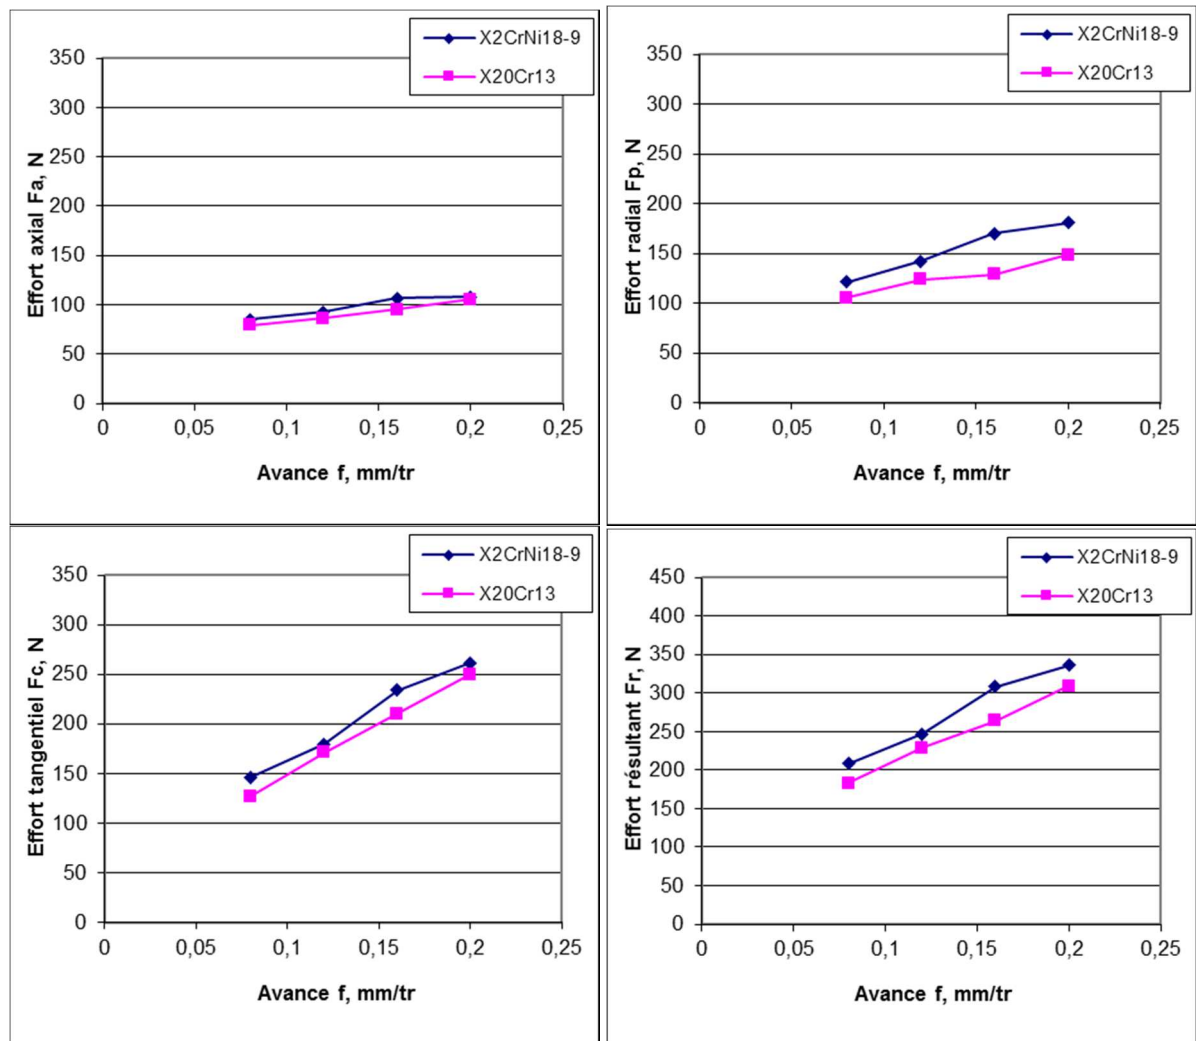 X2CrNi18-9
X20Cr13
350
300
250
200
150
100
50
0
Effort axial Fa, N
0 0,05 0,1 0,15 0,2 0,25
Avance f, mm/tr
X2CrNi18-9
X20Cr13
350
300
250
200
150
100
50
0
Effort radial Fp, N
0 0,05 0,1 0,15 0,2 0,25
Avance f, mm/tr
X2CrNi18-9
X20Cr13
350
300
250
200
150
100
50
0
Effort tangentiel Fc, N
0 0,05 0,1 0,15 0,2 0,25
Avance f, mm/tr
X2CrNi18-9
X20Cr13
450
400
350
300
250
200
150
100
50
0
Effort résultant Fr, N
0 0,05 0,1 0,15 0,2 0,25
Avance f, mm/tr